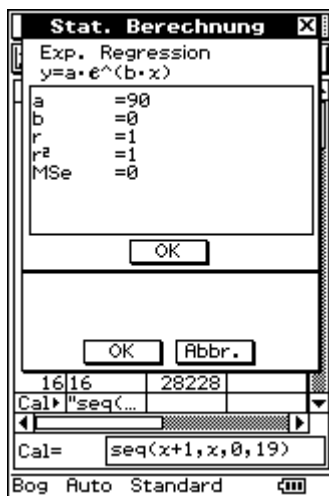 Stat. Berechnung
Exp. Regression
y=a·e^(b·x)
a =90
b =0
r =1
r² =1
MSe =0
OK
OK Abbr.
16 16 28228
Cal▸ "seq(…
Cal= seq(x+1,x,0,19)
Bog Auto Standard